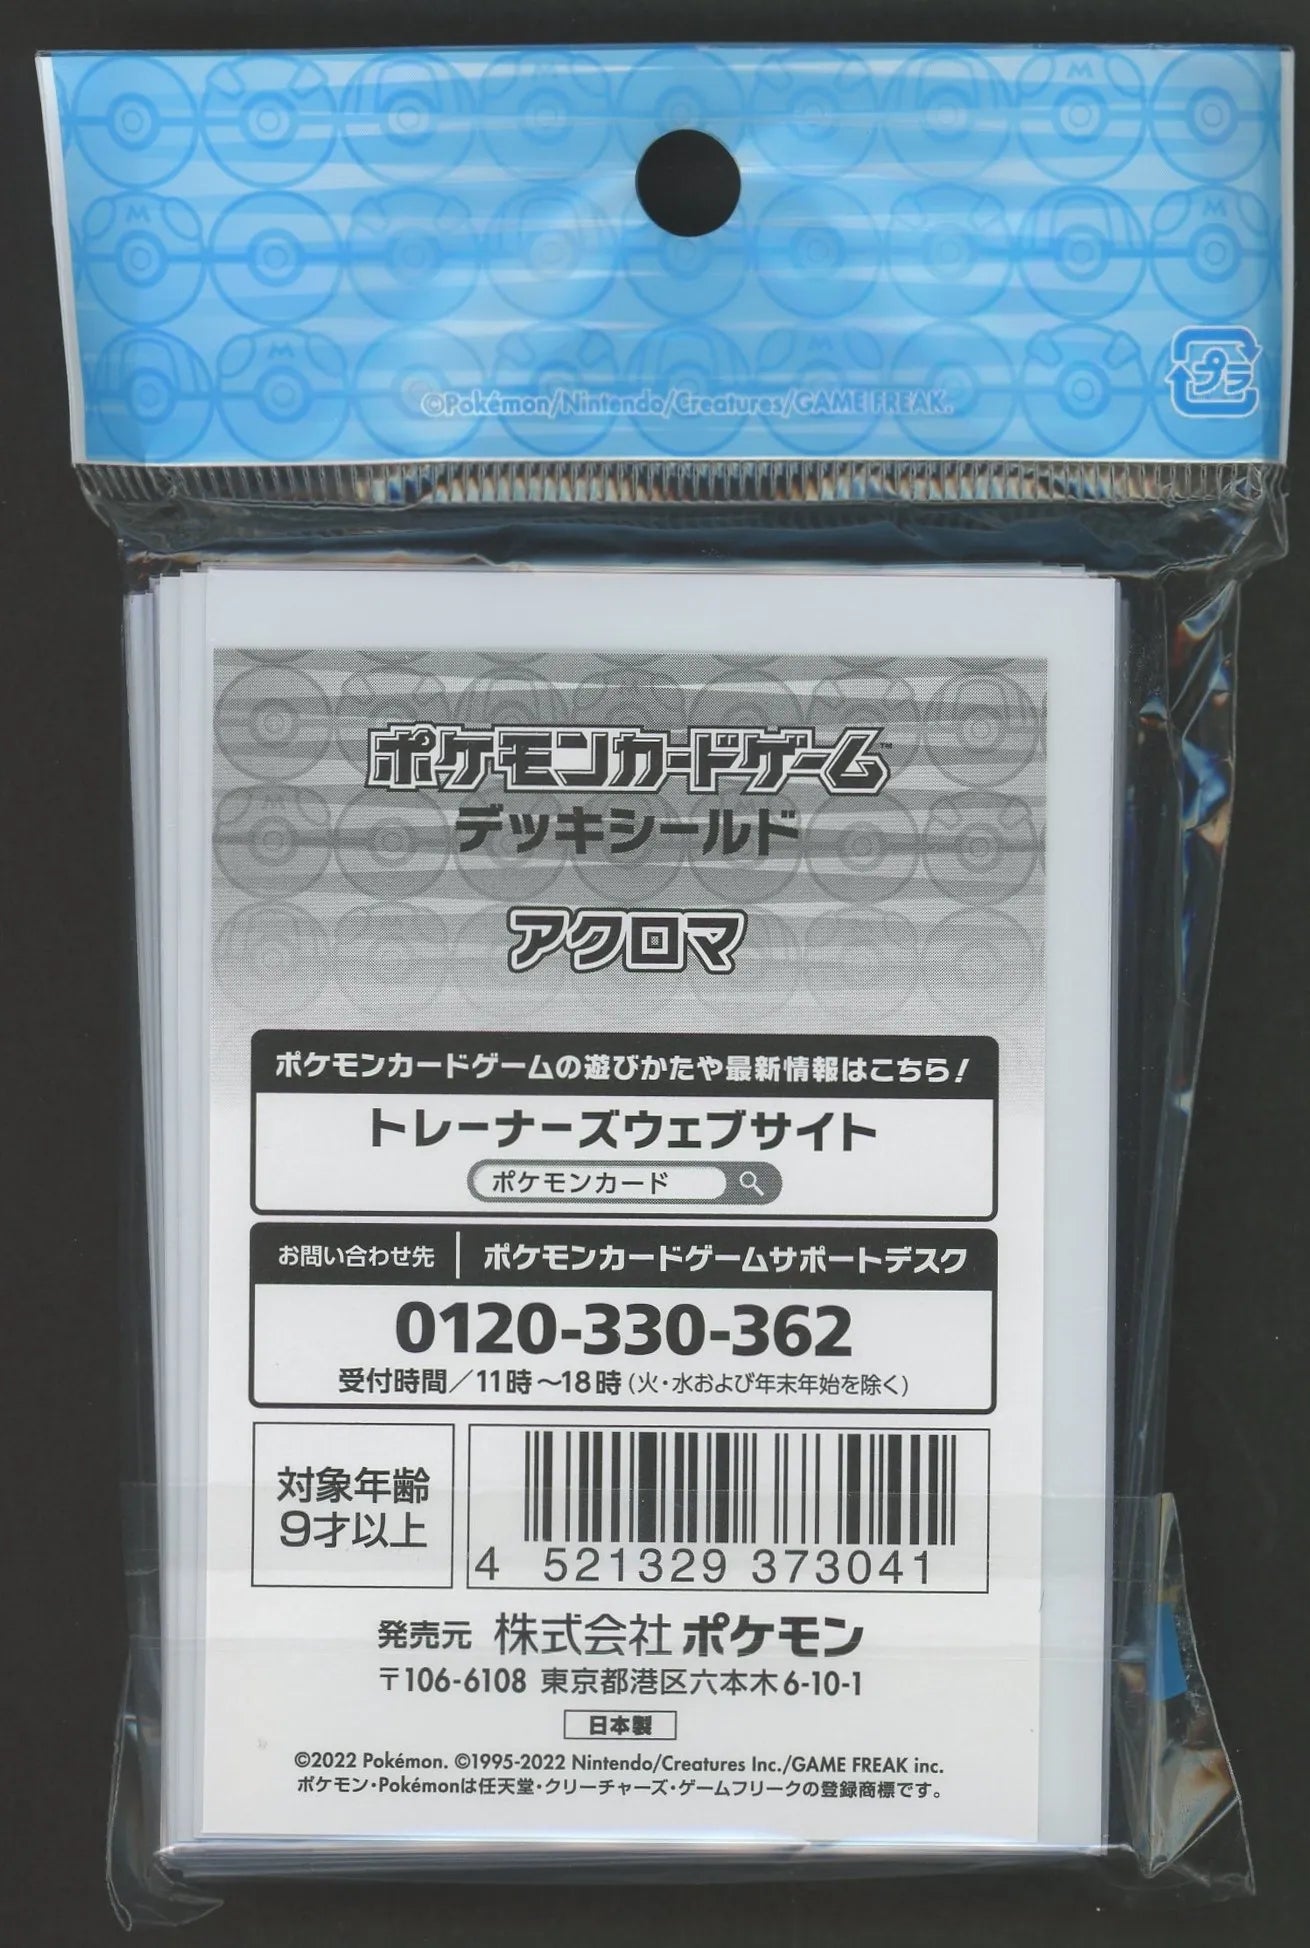 ©Pokémon/Nintendo/Creatures/GAME FREAK.
プラ
ポケモンカードゲーム™
デッキシールド
アクロマ
ポケモンカードゲームの遊びかたや最新情報はこちら!
トレーナーズウェブサイト
ポケモンカード
お問い合わせ先 ポケモンカードゲームサポートデスク
0120-330-362
受付時間/11時~18時(火・水および年末年始を除く)
対象年齢
9才以上
4 521329 373041
発売元 株式会社ポケモン
〒106-6108 東京都港区六本木6-10-1
日本製
©2022 Pokémon. ©1995-2022 Nintendo/Creatures Inc./GAME FREAK inc.
ポケモン・Pokémonは任天堂・クリーチャーズ・ゲームフリークの登録商標です。